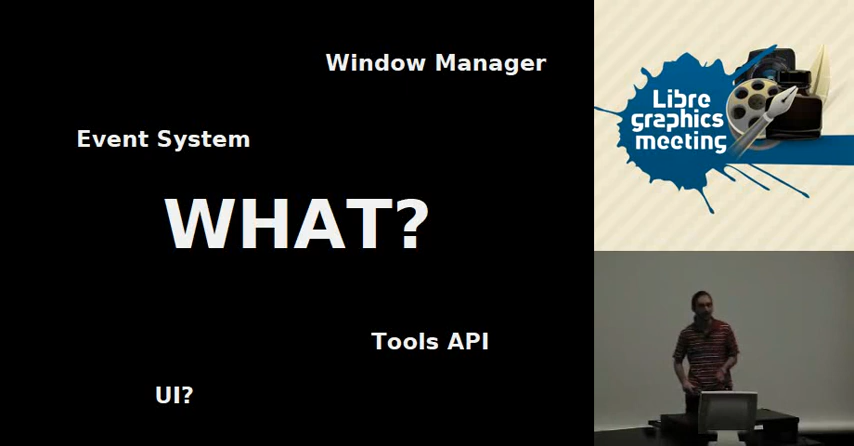 Window Manager
Event System
WHAT?
Tools API
UI?
Libre
graphics
meeting